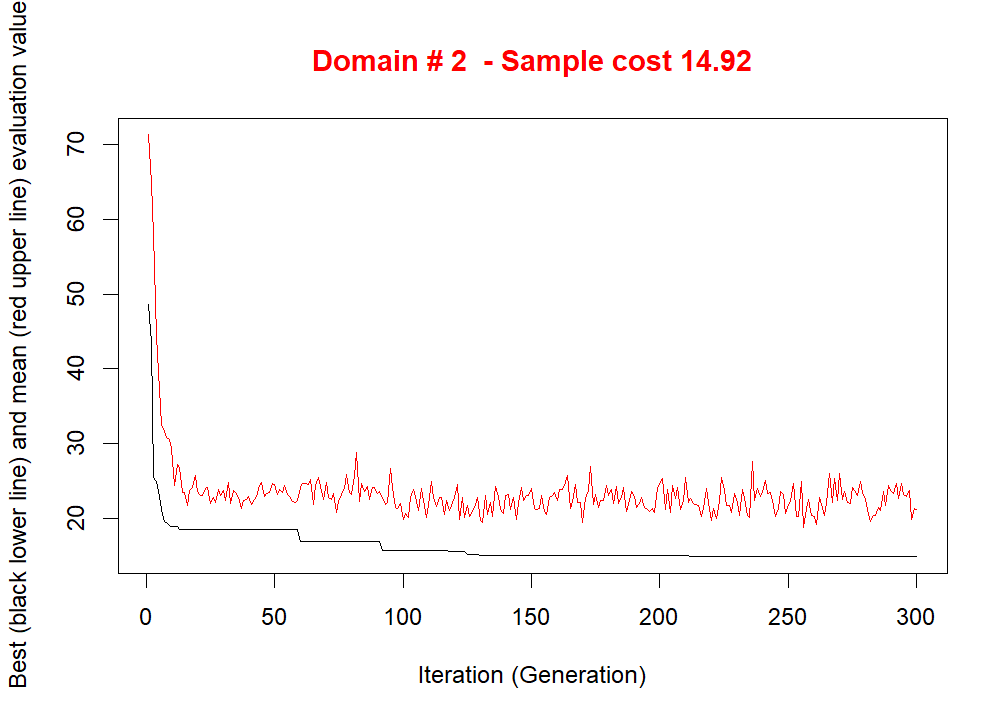 Domain # 2  - Sample cost 14.92
Best (black lower line) and mean (red upper line) evaluation value
70
60
50
40
30
20
0 50 100 150 200 250 300
Iteration (Generation)